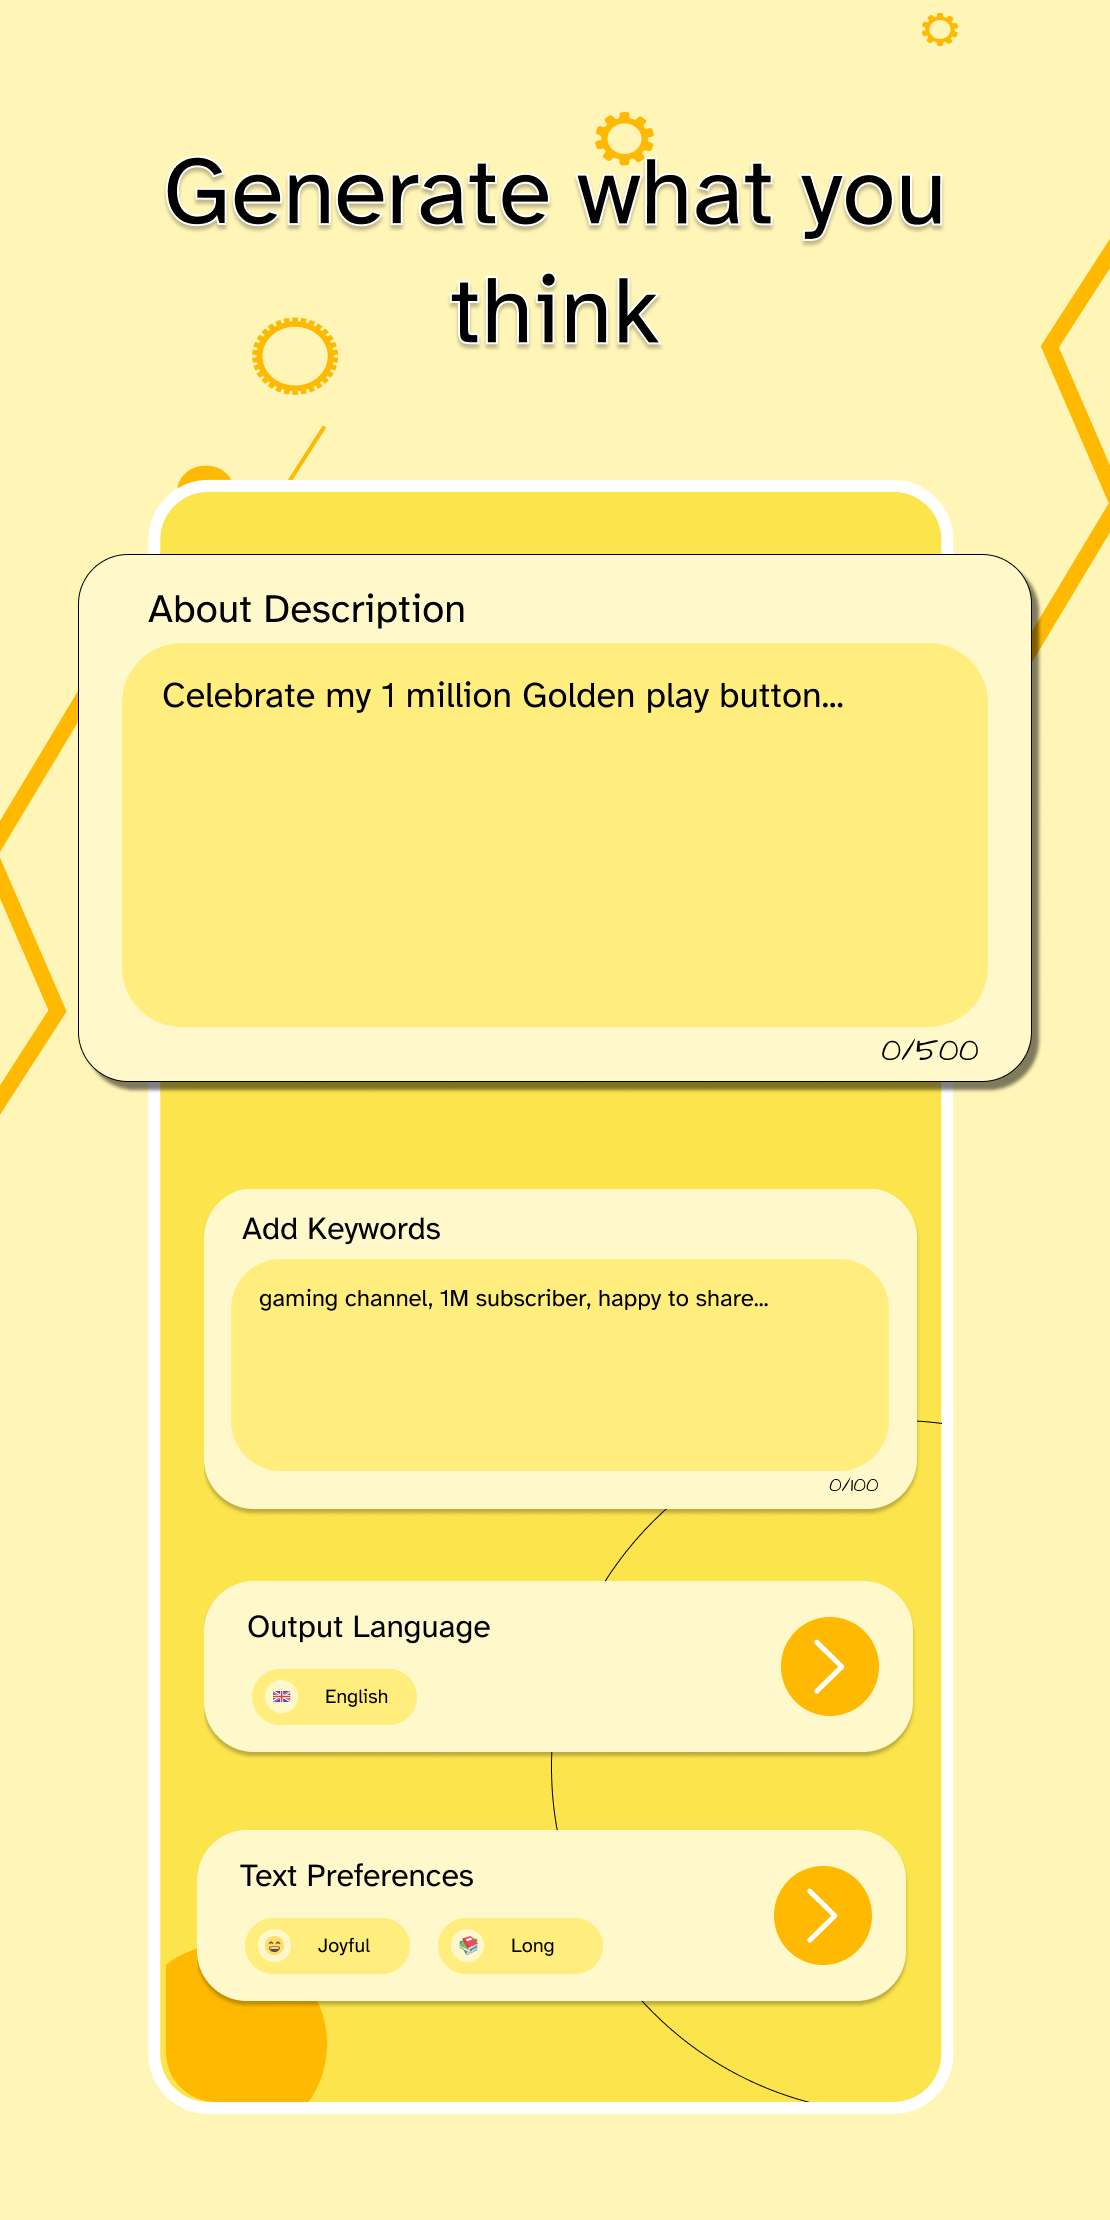 Generate what you
think
About Description
Celebrate my 1 million Golden play button...
0/500
Add Keywords
gaming channel, 1M subscriber, happy to share...
0/100
Output Language
English
Text Preferences
Joyful
Long